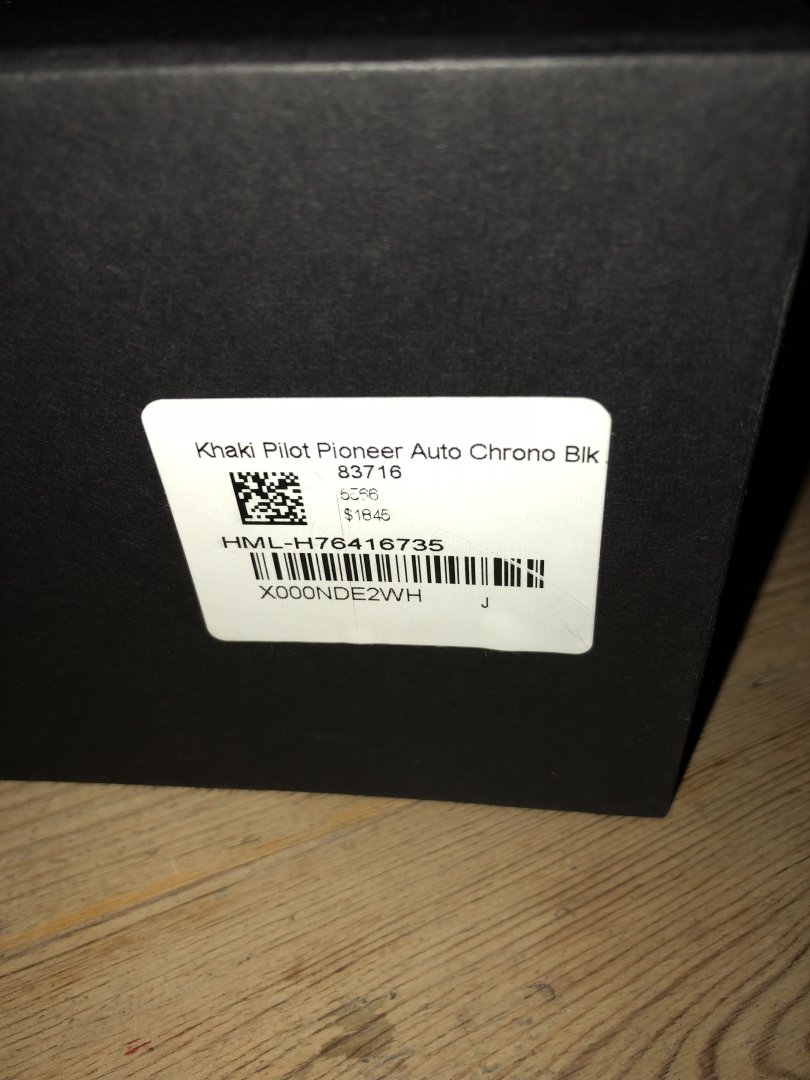 Khaki Pilot Pioneer Auto Chrono Blk
83716
$1845
HML-H76416735
X000NDE2WH
J